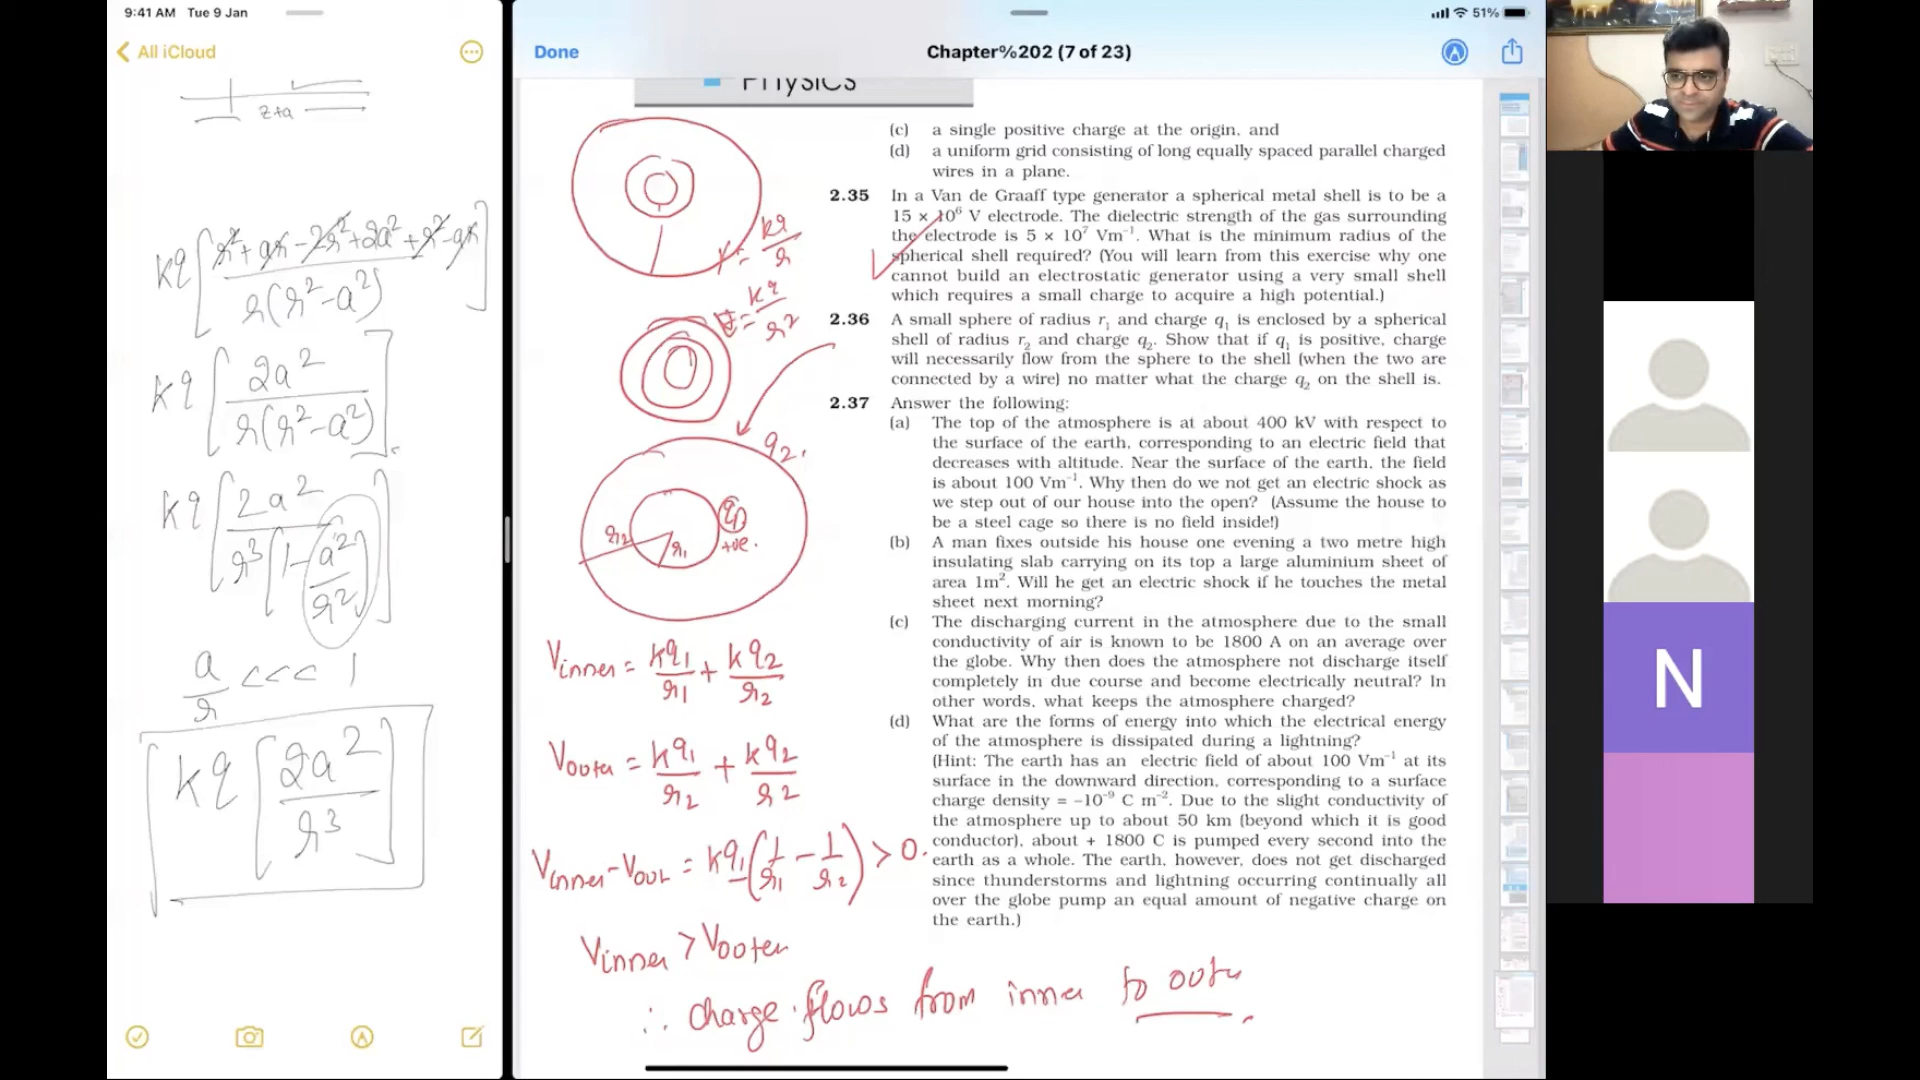 9:41 AM Tue 9 Jan
51%
All iCloud
Done
Chapter%202 (7 of 23)
z+a
kq[r²+ar-2r²+2a²+r²-ar / r(r²-a²)]
kq[2a² / r(r²-a²)]
kq[2a² / r³(1-a²/r²)]
a/r <<< 1
kq[2a²/r³]
Physics
(c) a single positive charge at the origin, and
(d) a uniform grid consisting of long equally spaced parallel charged
wires in a plane.
2.35 In a Van de Graaff type generator a spherical metal shell is to be a
15 × 10⁶ V electrode. The dielectric strength of the gas surrounding
the electrode is 5 × 10⁷ Vm⁻¹. What is the minimum radius of the
spherical shell required? (You will learn from this exercise why one
cannot build an electrostatic generator using a very small shell
which requires a small charge to acquire a high potential.)
2.36 A small sphere of radius r₁ and charge q₁ is enclosed by a spherical
shell of radius r₂ and charge q₂. Show that if q₁ is positive, charge
will necessarily flow from the sphere to the shell (when the two are
connected by a wire) no matter what the charge q₂ on the shell is.
2.37 Answer the following:
(a) The top of the atmosphere is at about 400 kV with respect to
the surface of the earth, corresponding to an electric field that
decreases with altitude. Near the surface of the earth, the field
is about 100 Vm⁻¹. Why then do we not get an electric shock as
we step out of our house into the open? (Assume the house to
be a steel cage so there is no field inside!)
(b) A man fixes outside his house one evening a two metre high
insulating slab carrying on its top a large aluminium sheet of
area 1m². Will he get an electric shock if he touches the metal
sheet next morning?
(c) The discharging current in the atmosphere due to the small
conductivity of air is known to be 1800 A on an average over
the globe. Why then does the atmosphere not discharge itself
completely in due course and become electrically neutral? In
other words, what keeps the atmosphere charged?
(d) What are the forms of energy into which the electrical energy
of the atmosphere is dissipated during a lightning?
(Hint: The earth has an electric field of about 100 Vm⁻¹ at its
surface in the downward direction, corresponding to a surface
charge density = –10⁻⁹ C m⁻². Due to the slight conductivity of
the atmosphere up to about 50 km (beyond which it is good
conductor), about + 1800 C is pumped every second into the
earth as a whole. The earth, however, does not get discharged
since thunderstorms and lightning occurring continually all
over the globe pump an equal amount of negative charge on
the earth.)
V = kq/r
E = kq/r²
q₂
q₁
+ve.
r₂
r₁
Vinner = kq₁/r₁ + kq₂/r₂
Vouter = kq₁/r₂ + kq₂/r₂
Vinner - Vout = kq₁(1/r₁ - 1/r₂) > 0.
Vinner > Vouter
∴ charge flows from inner to outer
N